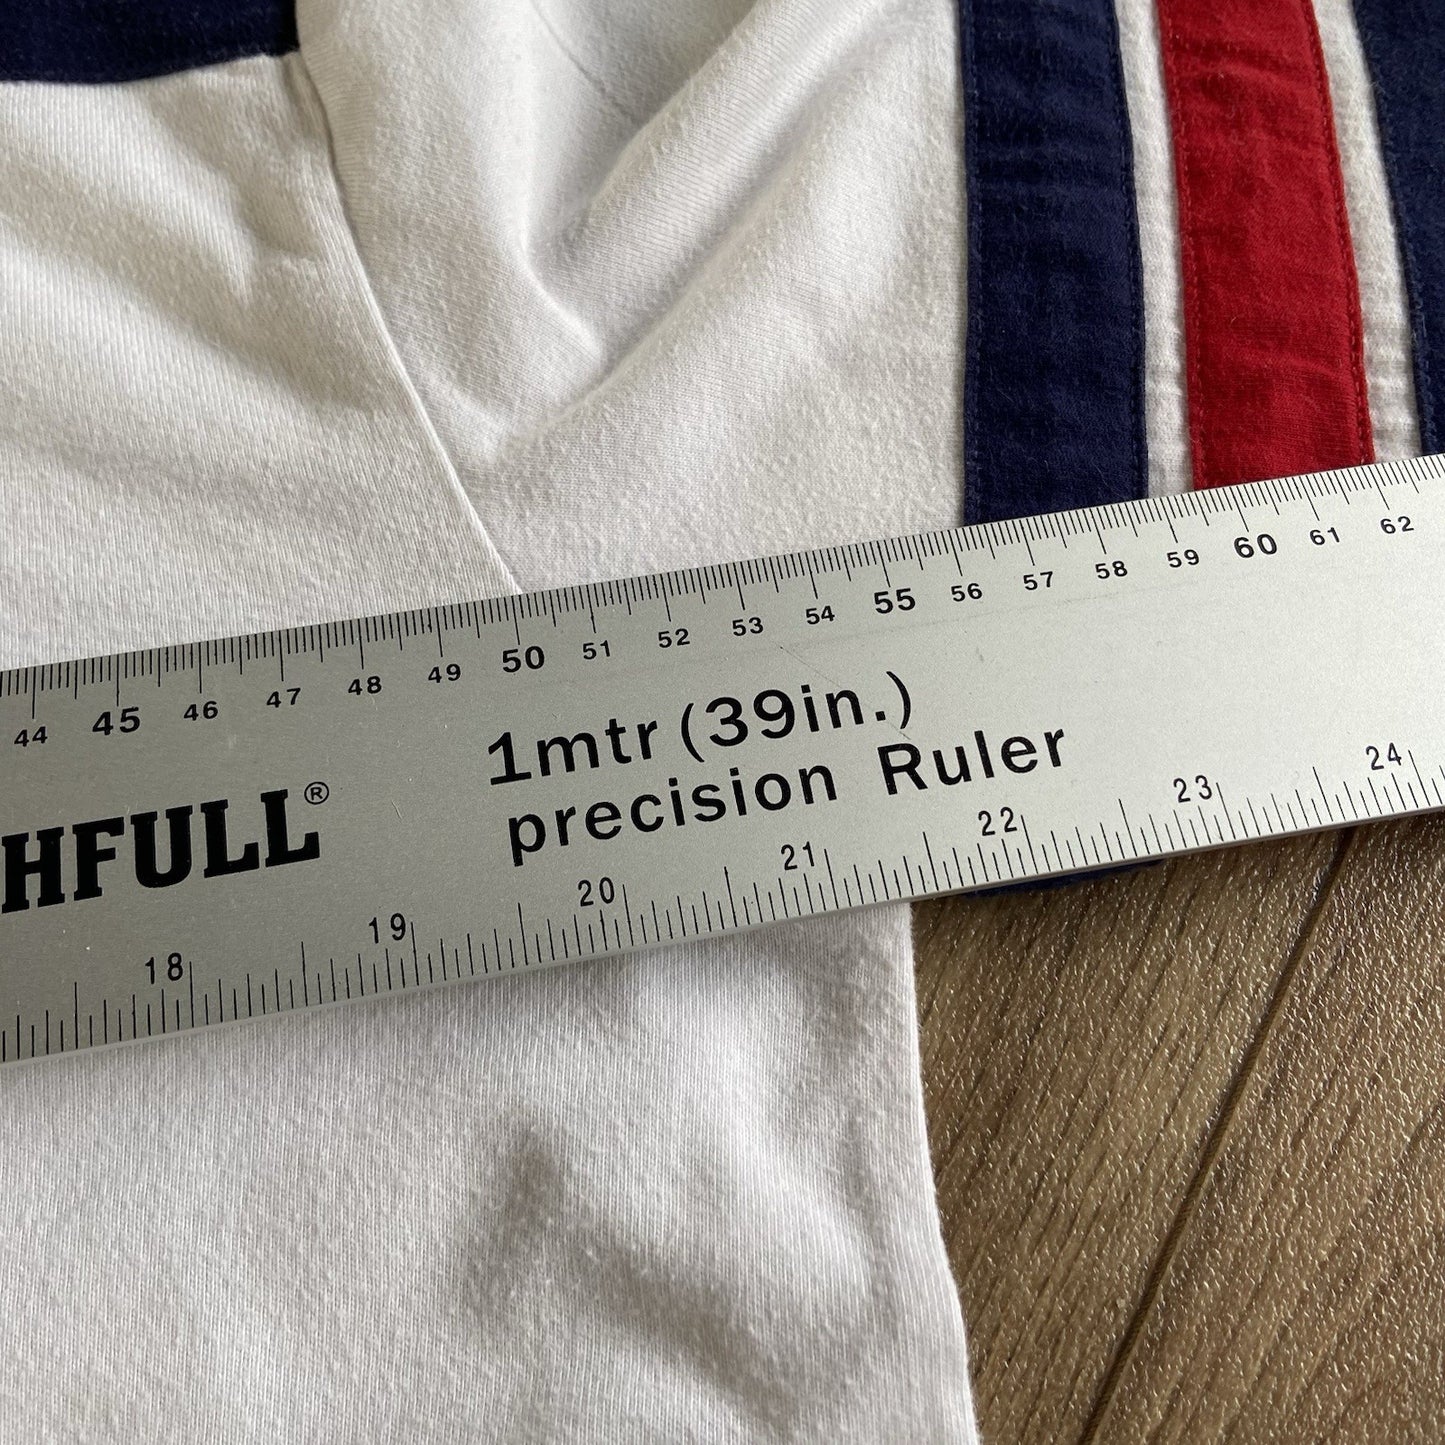 44 45 46 47 48 49 50 51 52 53 54 55 56 57 58 59 60 61 62
1mtr (39in.)
precision Ruler
HFULL®
18 19 20 21 22 23 24